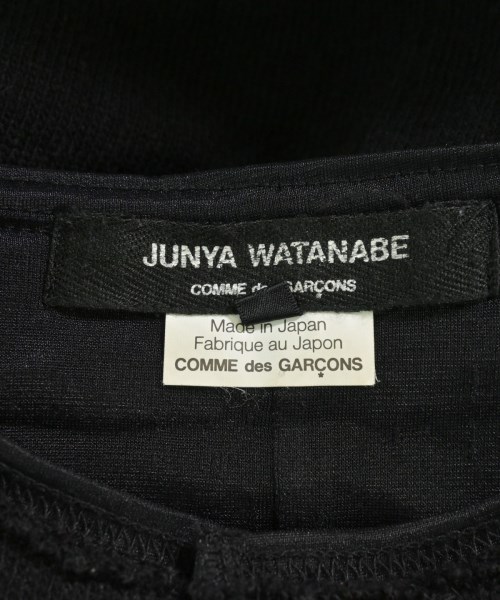 JUNYA WATANABE
COMME des GARÇONS
Made in Japan
Fabrique au Japon
COMME des GARÇONS